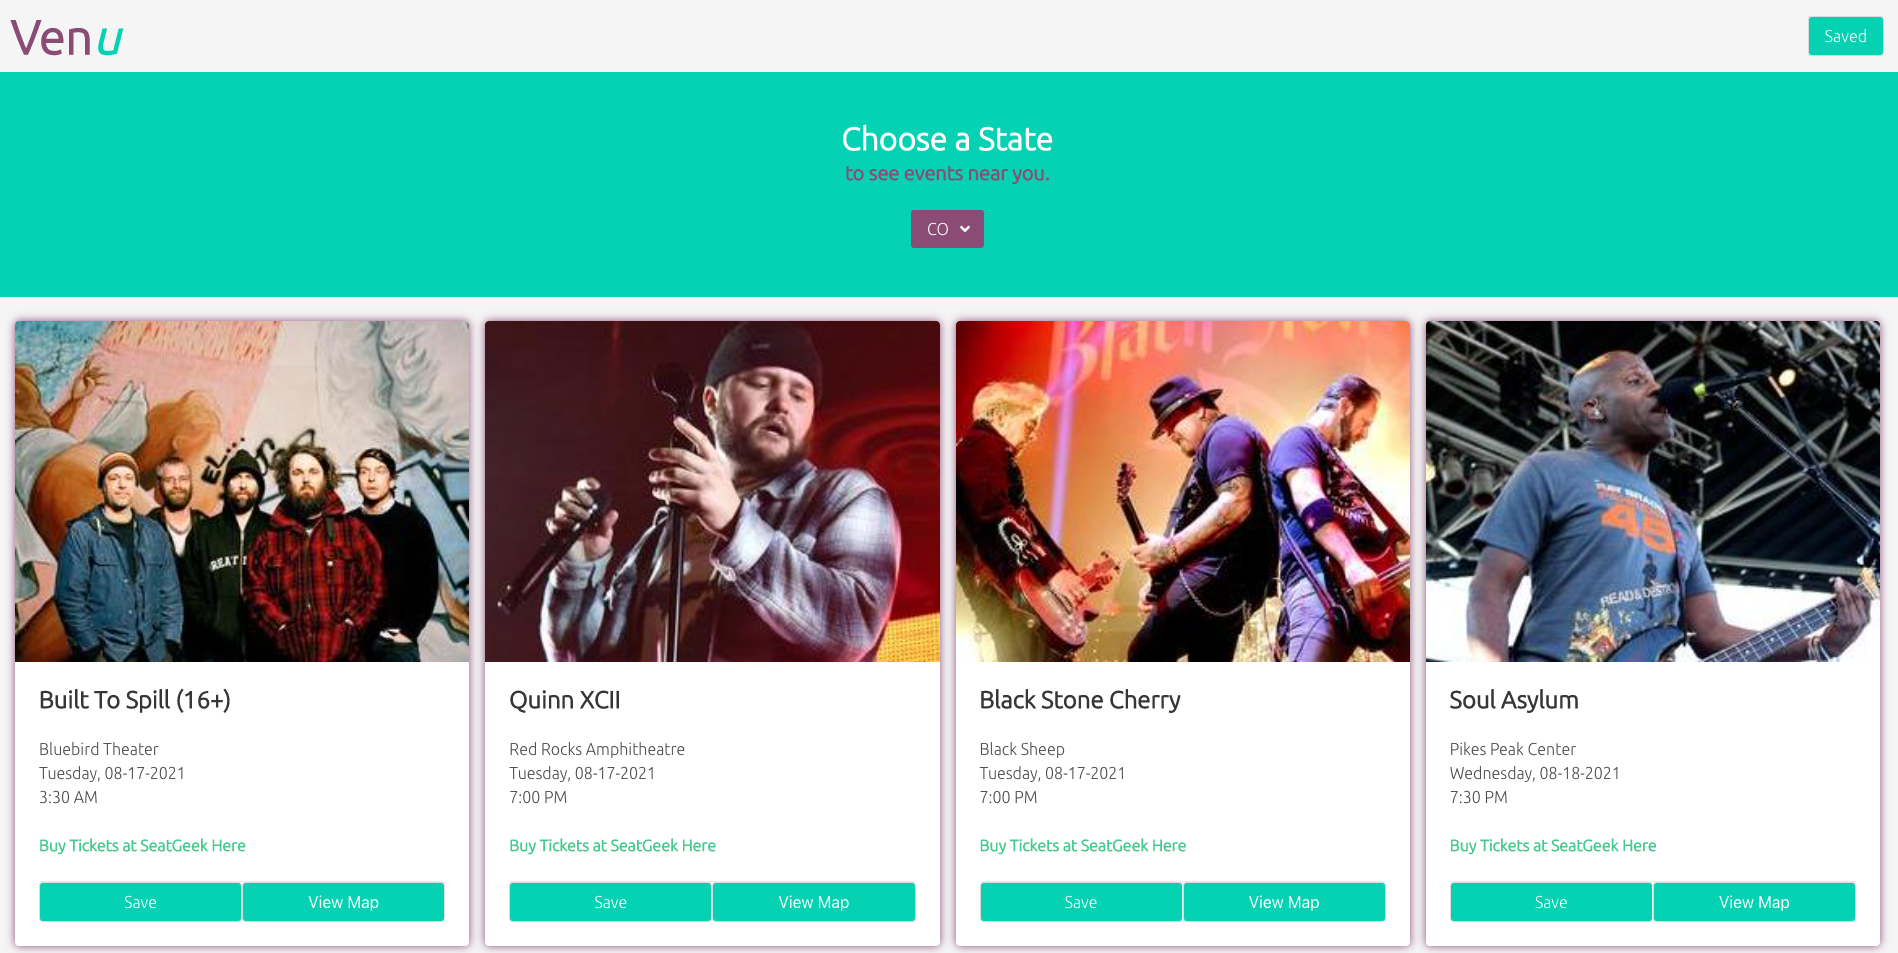 Venu
Saved
Choose a State
to see events near you.
CO
Built To Spill (16+)
Bluebird Theater
Tuesday, 08-17-2021
3:30 AM
Buy Tickets at SeatGeek Here
Save View Map
Quinn XCII
Red Rocks Amphitheatre
Tuesday, 08-17-2021
7:00 PM
Buy Tickets at SeatGeek Here
Save View Map
Black Stone Cherry
Black Sheep
Tuesday, 08-17-2021
7:00 PM
Buy Tickets at SeatGeek Here
Save View Map
45
Soul Asylum
Pikes Peak Center
Wednesday, 08-18-2021
7:30 PM
Buy Tickets at SeatGeek Here
Save View Map